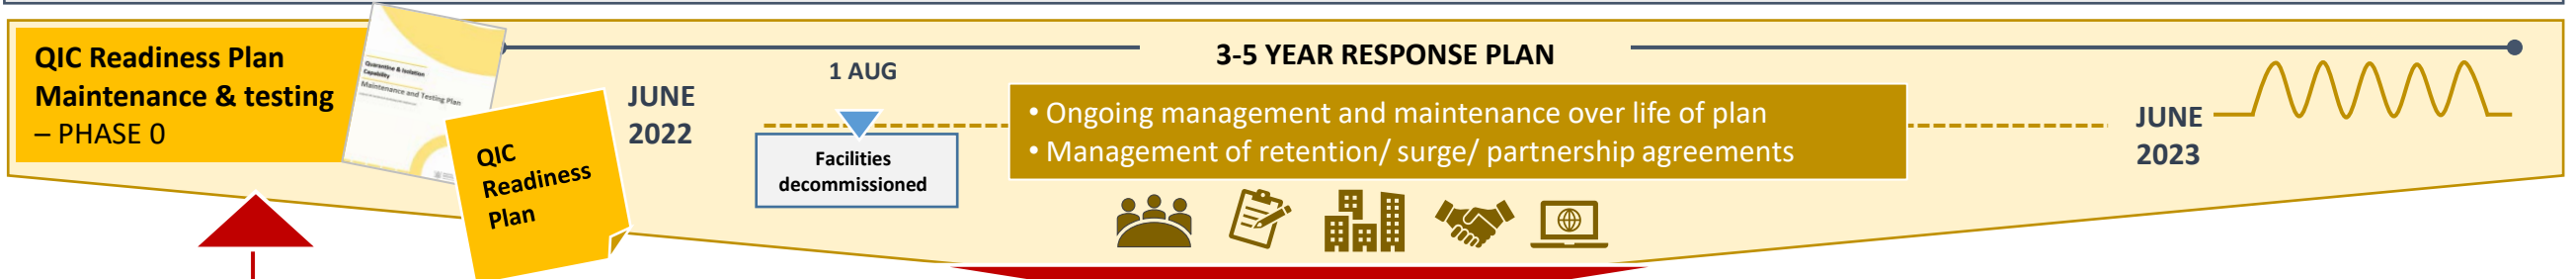 QIC Readiness Plan
Maintenance & testing
– PHASE 0
Quarantine & Isolation
Capability
Maintenance and Testing Plan
QIC
Readiness
Plan
JUNE
2022
1 AUG
Facilities
decommissioned
3-5 YEAR RESPONSE PLAN
• Ongoing management and maintenance over life of plan
• Management of retention/ surge/ partnership agreements
JUNE
2023